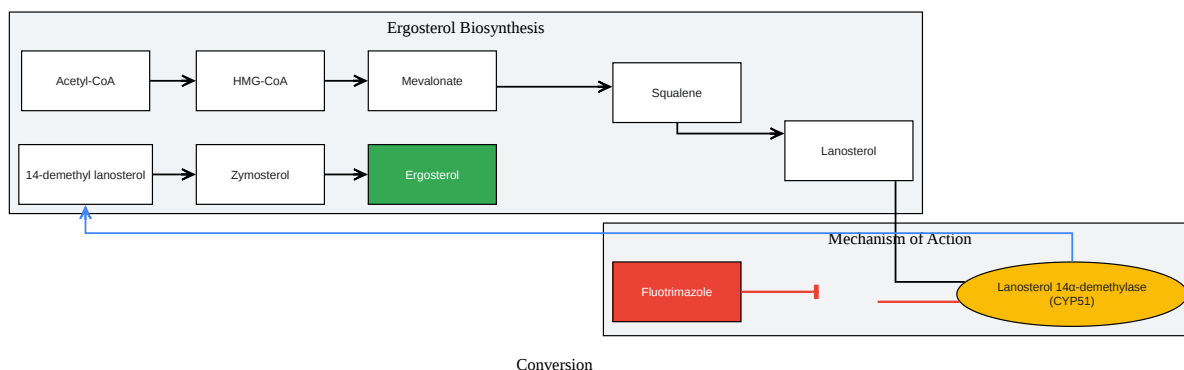 Ergosterol Biosynthesis
Acetyl-CoA
HMG-CoA
Mevalonate
Squalene
Lanosterol
14-demethyl lanosterol
Zymosterol
Ergosterol
Mechanism of Action
Fluotrimazole
Lanosterol 14α-demethylase
(CYP51)
Conversion